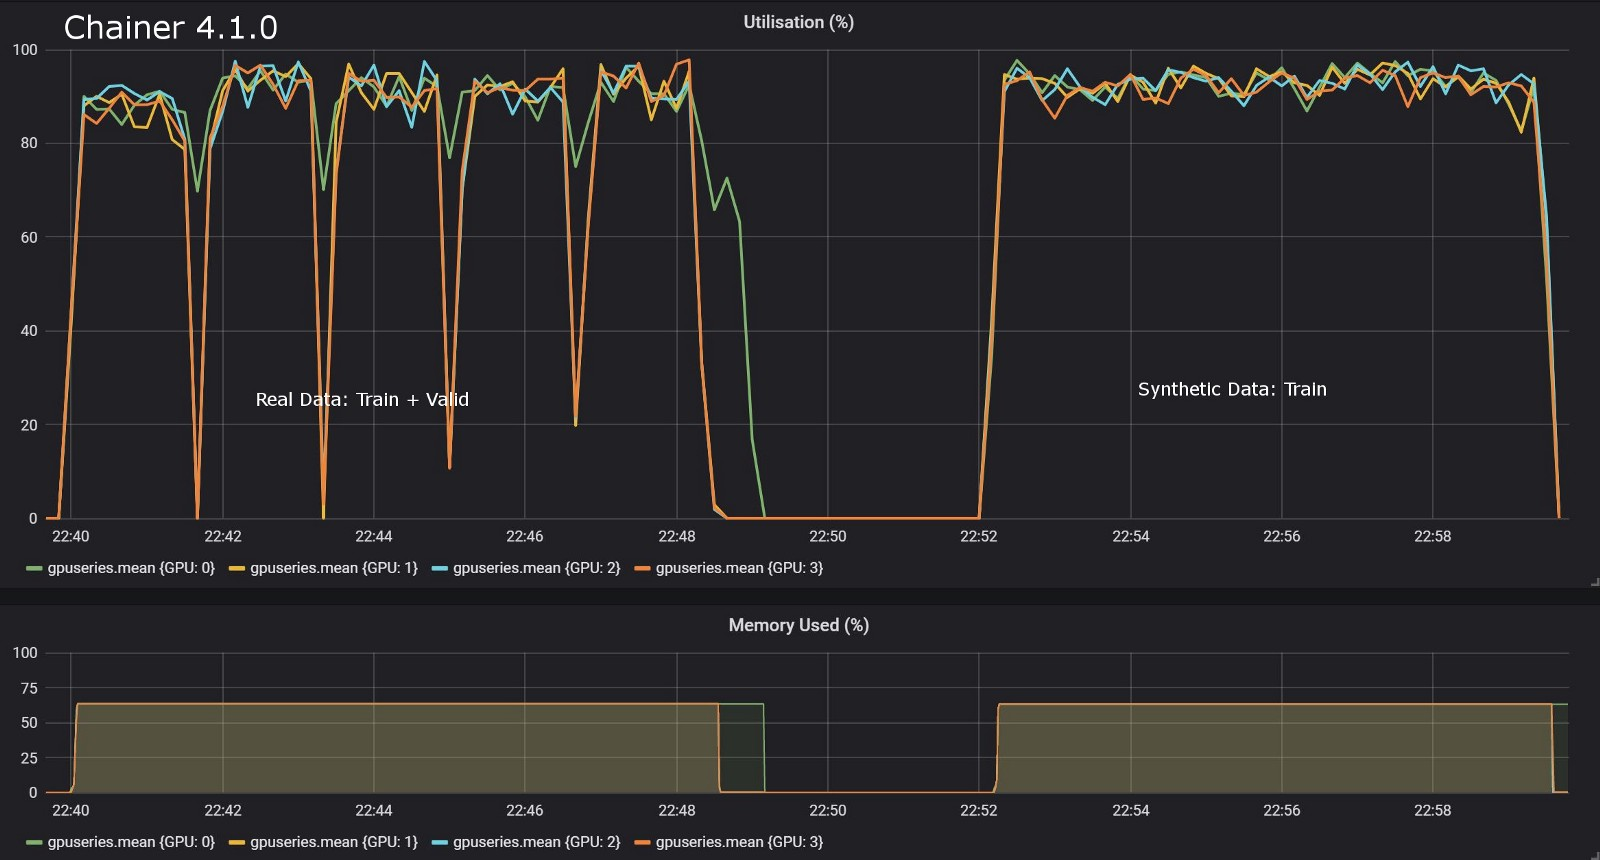 Chainer 4.1.0
Utilisation (%)
100
80
60
40
20
0
Real Data: Train + Valid
Synthetic Data: Train
22:40 22:42 22:44 22:46 22:48 22:50 22:52 22:54 22:56 22:58
gpuseries.mean {GPU: 0} gpuseries.mean {GPU: 1} gpuseries.mean {GPU: 2} gpuseries.mean {GPU: 3}
Memory Used (%)
100
75
50
25
0
22:40 22:42 22:44 22:46 22:48 22:50 22:52 22:54 22:56 22:58
gpuseries.mean {GPU: 0} gpuseries.mean {GPU: 1} gpuseries.mean {GPU: 2} gpuseries.mean {GPU: 3}